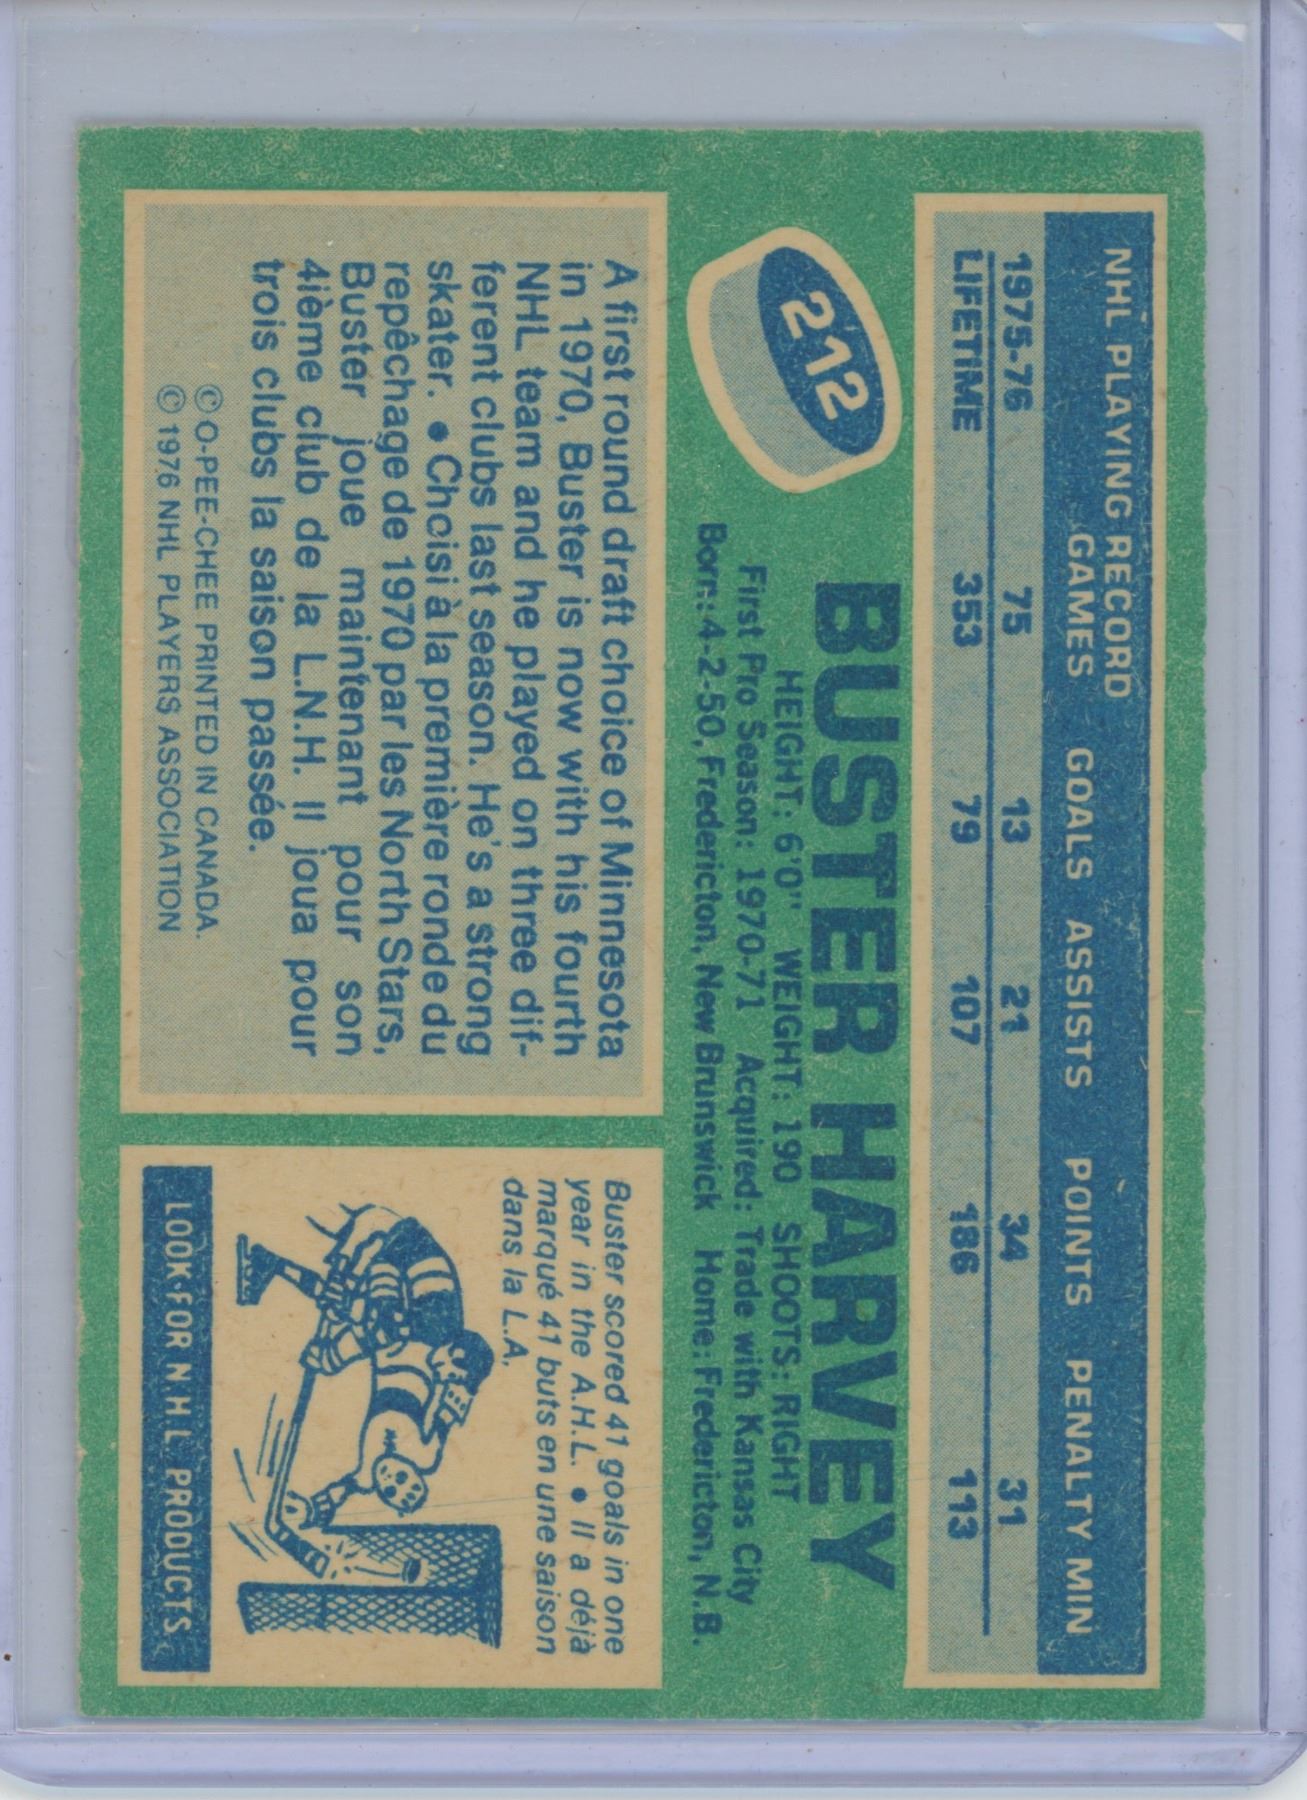 NHL PLAYING RECORD
GAMES GOALS ASSISTS POINTS PENALTY MIN
1975-76 75 13 21 34 31
LIFETIME 353 79 107 186 113
212
BUSTER HARVEY
HEIGHT: 6'0" WEIGHT: 190 SHOOTS: RIGHT
First Pro Season: 1970-71 Acquired: Trade with Kansas City
Born: 4-2-50, Fredericton, New Brunswick Home: Fredericton, N.B.
A first round draft choice of Minnesota
in 1970, Buster is now with his fourth
NHL team and he played on three dif-
ferent clubs last season. He's a strong
skater. • Choisi à la première ronde du
repêchage de 1970 par les North Stars,
Buster joue maintenant pour son
4ième club de la L.N.H. Il joua pour
trois clubs la saison passée.
© O-PEE-CHEE PRINTED IN CANADA.
© 1976 NHL PLAYERS ASSOCIATION
Buster scored 41 goals in one
year in the A.H.L. • Il a déjà
marqué 41 buts en une saison
dans la L.A.
LOOK FOR N.H.L. PRODUCTS